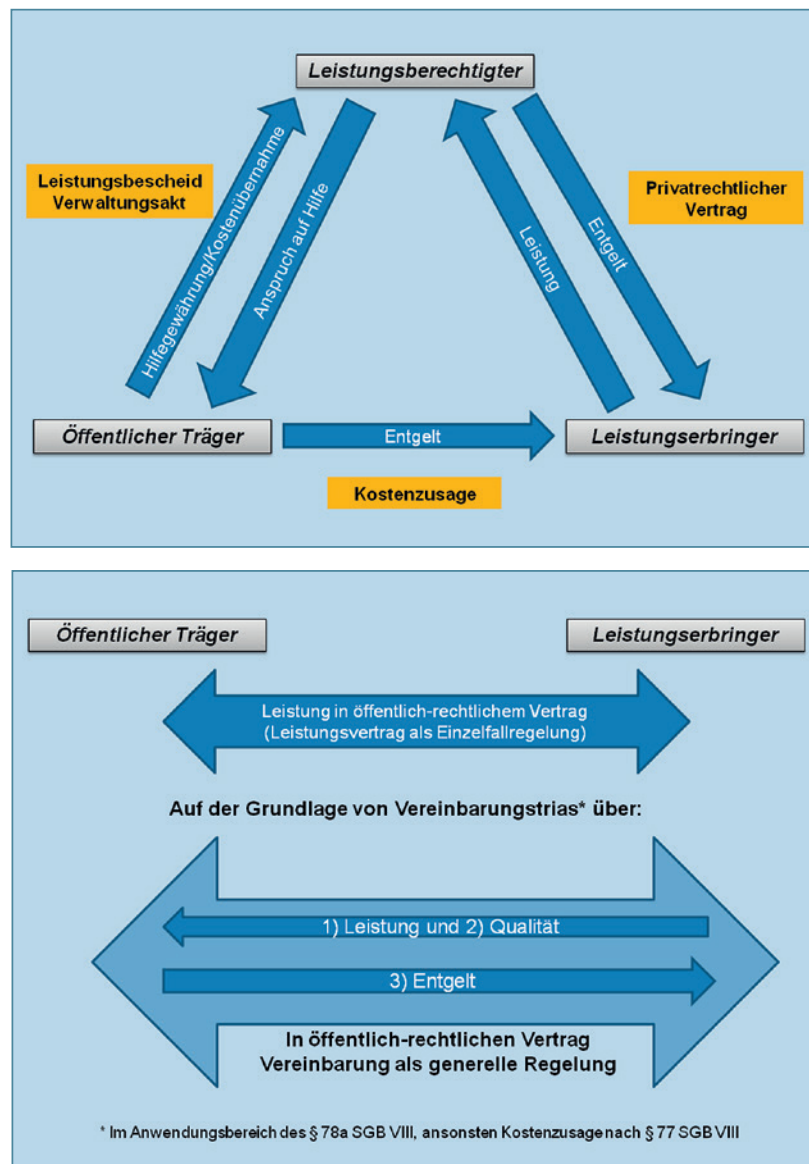 Leistungsberechtigter
Leistungsbescheid
Verwaltungsakt
Hilfegewährung/Kostenübernahme
Anspruch auf Hilfe
Leistung
Entgelt
Privatrechtlicher
Vertrag
Öffentlicher Träger
Entgelt
Leistungserbringer
Kostenzusage
Öffentlicher Träger
Leistungserbringer
Leistung in öffentlich-rechtlichem Vertrag
(Leistungsvertrag als Einzelfallregelung)
Auf der Grundlage von Vereinbarungstrias* über:
1) Leistung und 2) Qualität
3) Entgelt
In öffentlich-rechtlichen Vertrag
Vereinbarung als generelle Regelung
* Im Anwendungsbereich des § 78a SGB VIII, ansonsten Kostenzusage nach § 77 SGB VIII